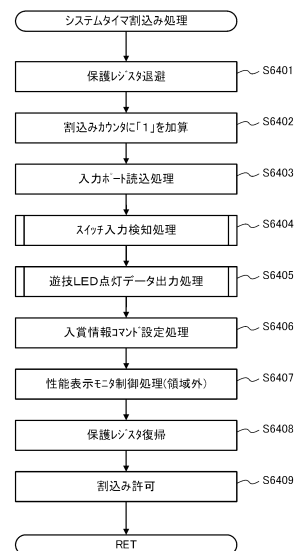 システムタイマ割込み処理
保護レジスタ退避
S6401
割込みカウンタに「1」を加算
S6402
入力ポート読込処理
S6403
スイッチ入力検知処理
S6404
遊技LED点灯データ出力処理
S6405
入賞情報コマンド設定処理
S6406
性能表示モニタ制御処理(領域外)
S6407
保護レジスタ復帰
S6408
割込み許可
S6409
RET